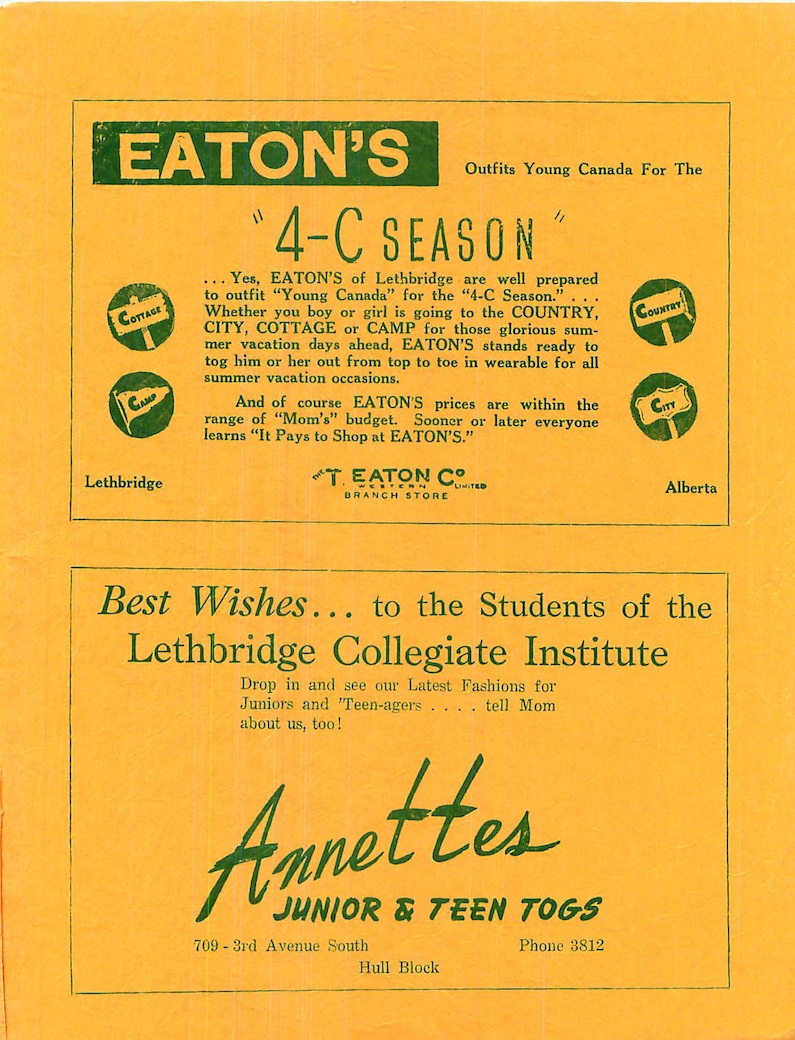 EATON'S
Outfits Young Canada For The
"4-C SEASON"
. . . Yes, EATON'S of Lethbridge are well prepared
to outfit "Young Canada" for the "4-C Season." . . .
Whether you boy or girl is going to the COUNTRY,
CITY, COTTAGE or CAMP for those glorious sum-
mer vacation days ahead, EATON'S stands ready to
tog him or her out from top to toe in wearable for all
summer vacation occasions.
And of course EATON'S prices are within the
range of "Mom's" budget. Sooner or later everyone
learns "It Pays to Shop at EATON'S."
COTTAGE
CAMP
COUNTRY
CITY
Lethbridge
THE T. EATON CO
WESTERN LIMITED
BRANCH STORE
Alberta
Best Wishes... to the Students of the
Lethbridge Collegiate Institute
Drop in and see our Latest Fashions for
Juniors and 'Teen-agers . . . . tell Mom
about us, too!
Annettes
JUNIOR & TEEN TOGS
709 - 3rd Avenue South
Phone 3812
Hull Block